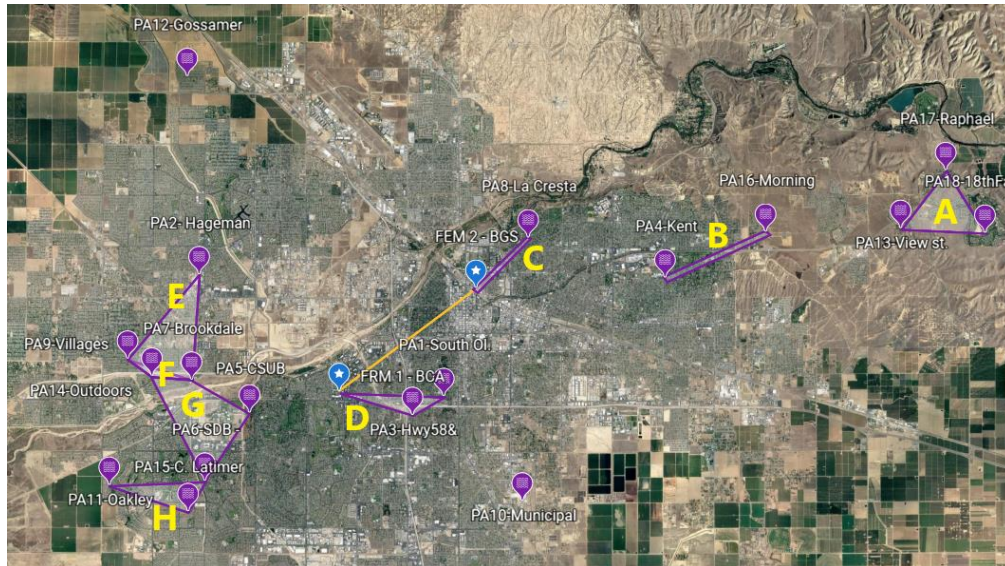 PA12-Gossamer
PA17-Raphael
PA8-La Cresta
PA16-Morning
PA18-18thF
A
PA2- Hageman
FEM 2 - BGS
PA4-Kent
B
PA13-View st.
C
E
PA7-Brookdale
PA9-Villages
PA1-South Ol.
F
PA5-CSUB
FRM 1 - BCA
PA14-Outdoors
G
D
PA6-SDB-
PA3-Hwy58&
PA15-C. Latimer
PA11-Oakley
H
PA10-Municipal